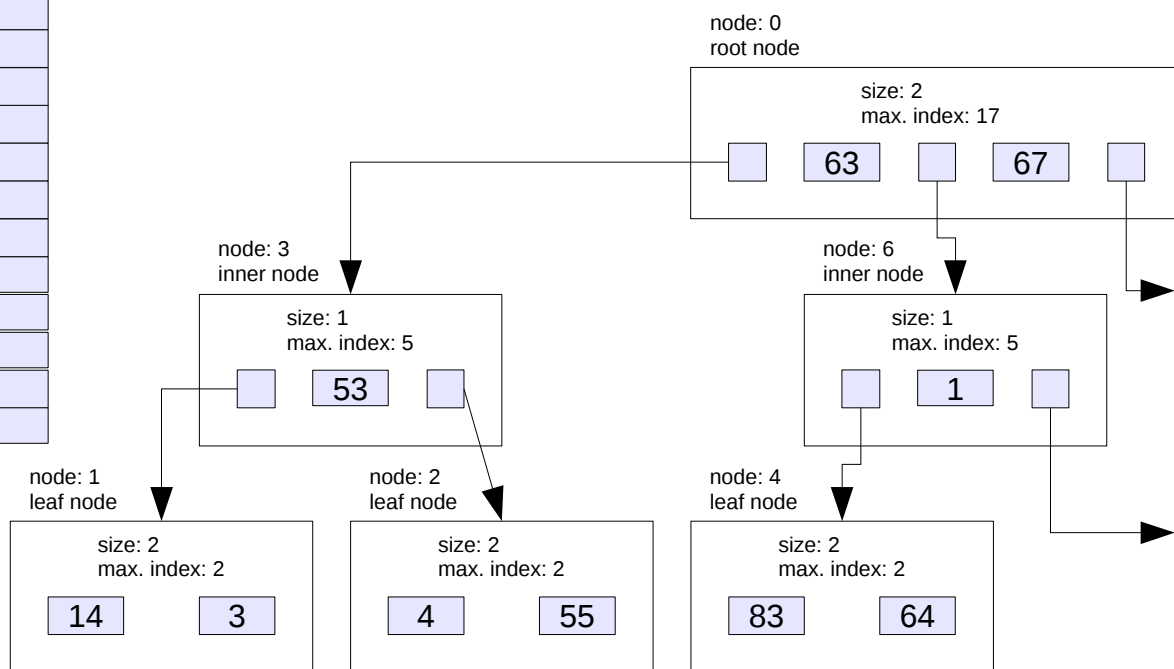 node: 0
root node
size: 2
max. index: 17
63 67
node: 3
inner node
size: 1
max. index: 5
53
node: 6
inner node
size: 1
max. index: 5
1
node: 1
leaf node
size: 2
max. index: 2
14 3
node: 2
leaf node
size: 2
max. index: 2
4 55
node: 4
leaf node
size: 2
max. index: 2
83 64